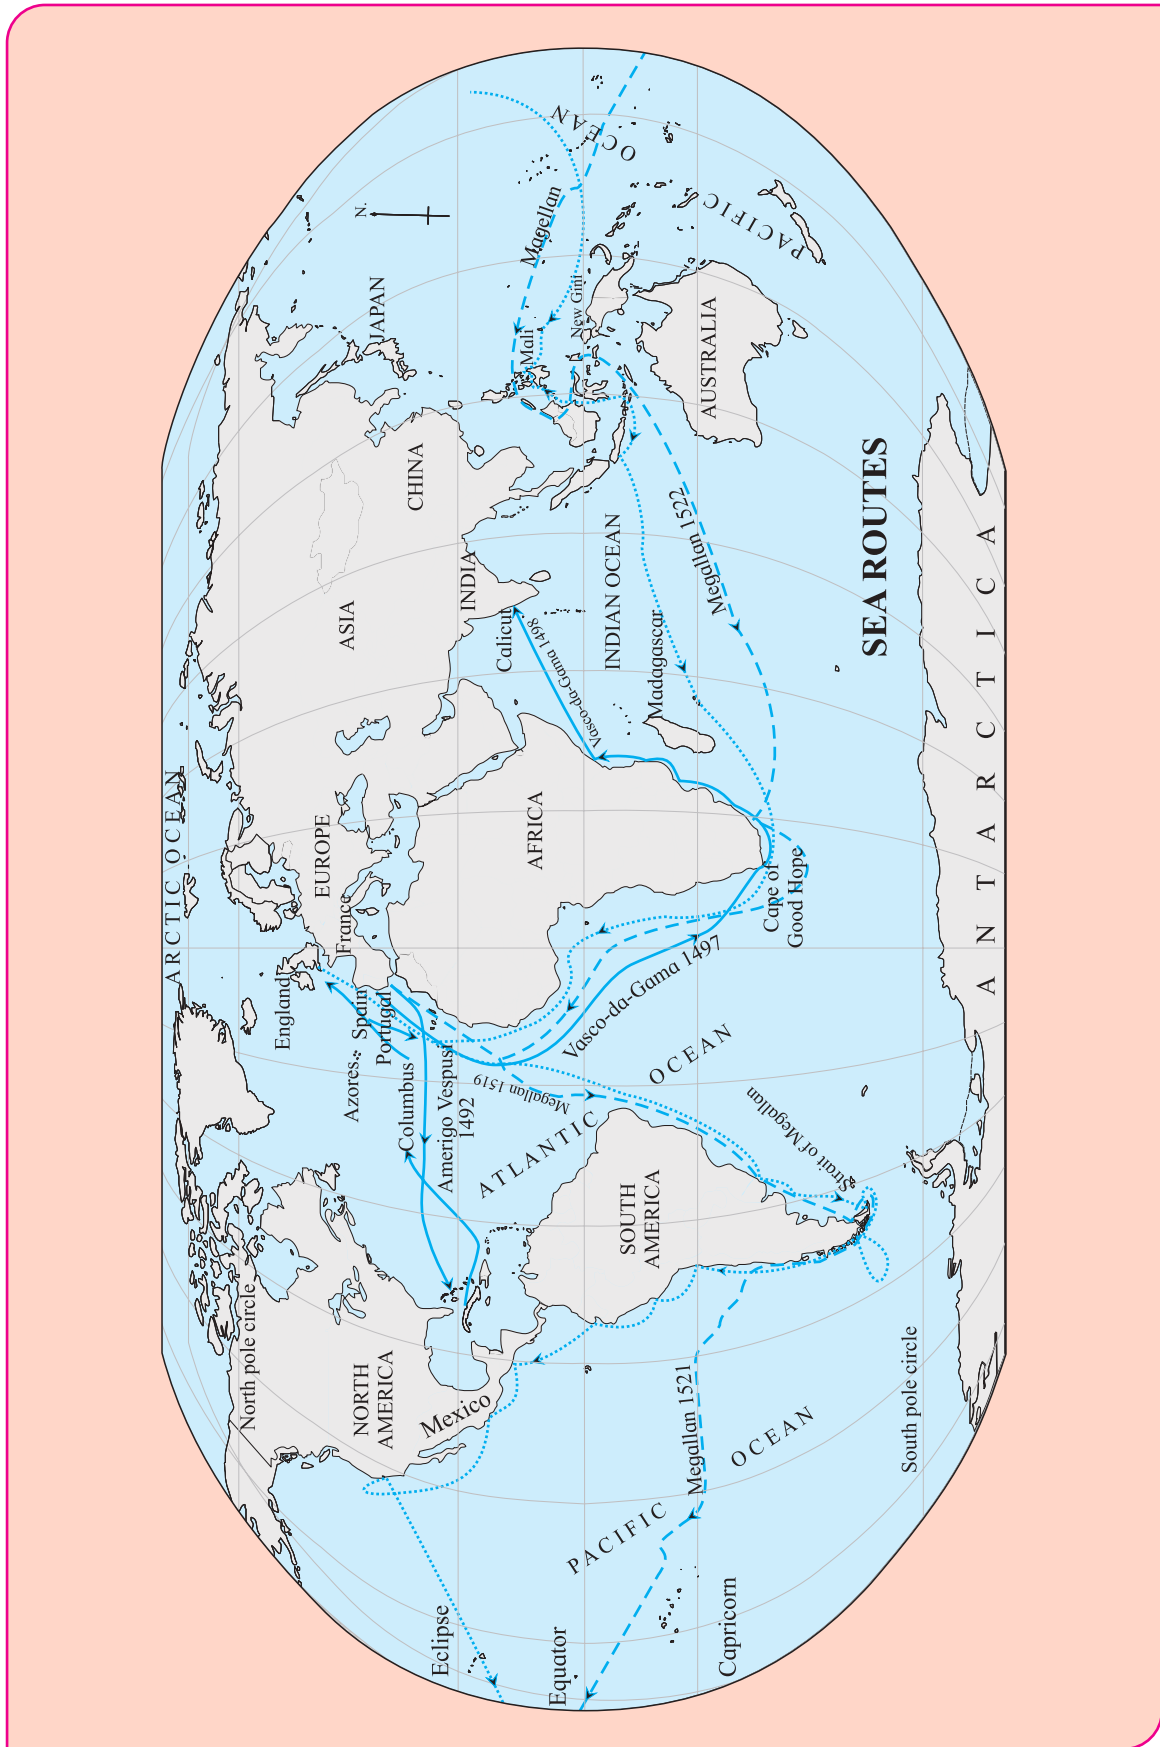 SEA ROUTES
ARCTIC OCEAN
North pole circle
NORTH
AMERICA
Mexico
Eclipse
Equator
Capricorn
PACIFIC
OCEAN
Megallan 1521
South pole circle
SOUTH
AMERICA
Strait of Megallan
ATLANTIC
OCEAN
Azores
Columbus
Amerigo Vespusi
1492
Megallan 1519
England
Spain
Portugal
France
EUROPE
AFRICA
Vasco-da-Gama 1497
Cape of
Good Hope
Vasco-da-Gama 1498
Madagascar
Calicut
INDIA
ASIA
CHINA
JAPAN
INDIAN OCEAN
Megallan 1522
Mali
New Gini
Magellan
AUSTRALIA
PACIFIC
OCEAN
N.
ANTARCTICA